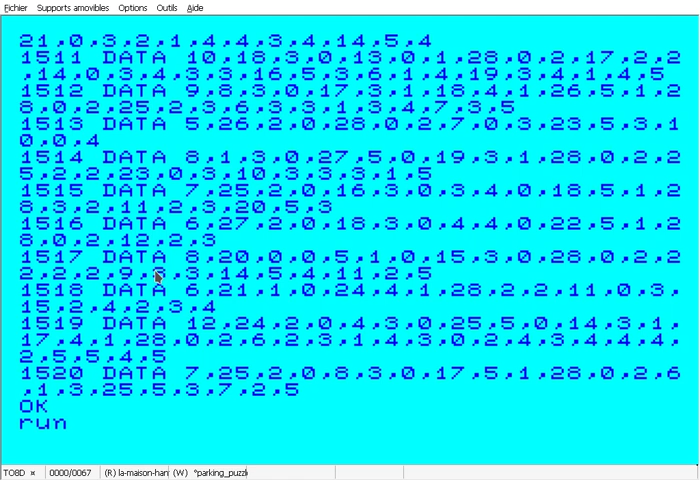 Fichier Supports amovibles Options Outils Aide
21,0,3,2,1,4,4,3,4,14,5,4
1511 DATA 10,18,3,0,13,0,1,28,0,2,17,2,2
,14,0,3,4,3,3,16,5,3,6,1,4,19,3,4,1,4,5
1512 DATA 9,8,3,0,17,3,1,18,4,1,26,5,1,2
8,0,2,25,2,3,6,3,3,1,3,4,7,3,5
1513 DATA 5,26,2,0,28,0,2,7,0,3,23,5,3,1
0,0,4
1514 DATA 8,1,3,0,27,5,0,19,3,1,28,0,2,2
5,2,2,23,0,3,10,3,3,3,1,5
1515 DATA 7,25,2,0,16,3,0,3,4,0,18,5,1,2
8,3,2,11,2,3,20,5,3
1516 DATA 6,27,2,0,18,3,0,4,4,0,22,5,1,2
8,0,2,12,2,3
1517 DATA 8,20,0,0,5,1,0,15,3,0,28,0,2,2
2,2,2,9, ,3,14,5,4,11,2,5
1518 DATA 6,21,1,0,24,4,1,28,2,2,11,0,3,
15,2,4,2,3,4
1519 DATA 12,24,2,0,4,3,0,25,5,0,14,3,1,
17,4,1,28,0,2,6,2,3,1,4,3,0,2,4,3,4,4,4,
2,5,5,4,5
1520 DATA 7,25,2,0,8,3,0,17,5,1,28,0,2,6
,1,3,25,5,3,7,2,5
OK
run
TO8D × 0000/0067 (R) la-maison-han (W) °parking_puzzl